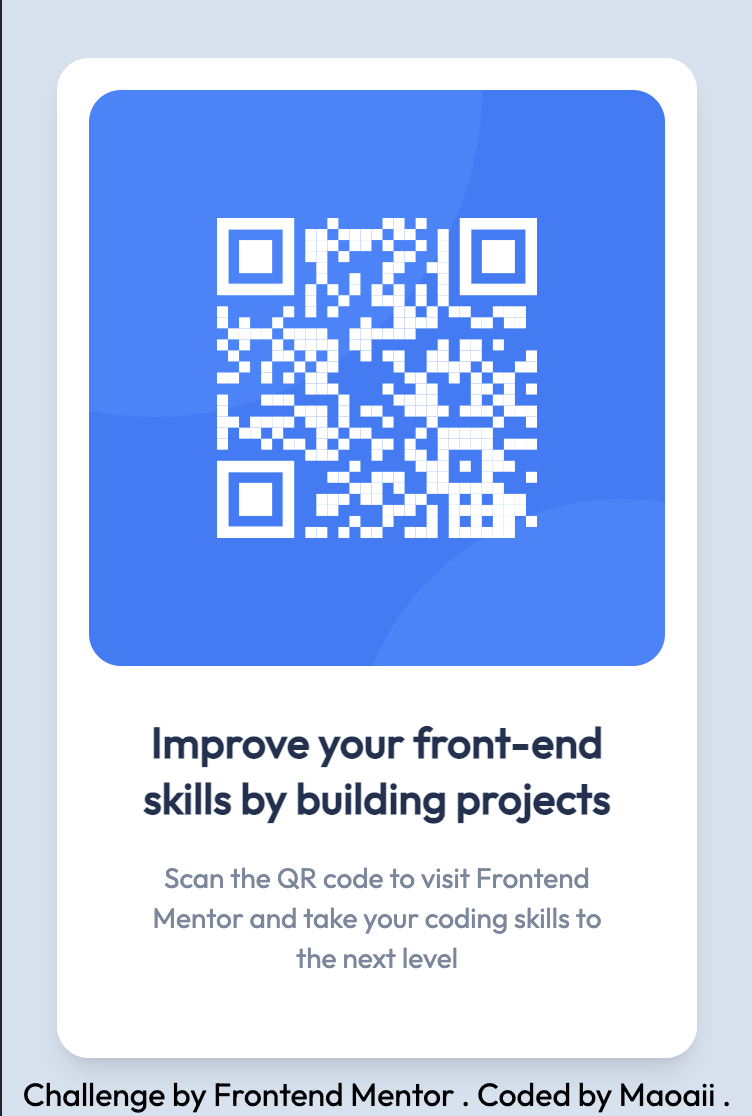 Improve your front-end
skills by building projects
Scan the QR code to visit Frontend
Mentor and take your coding skills to
the next level
Challenge by Frontend Mentor . Coded by Maoaii .